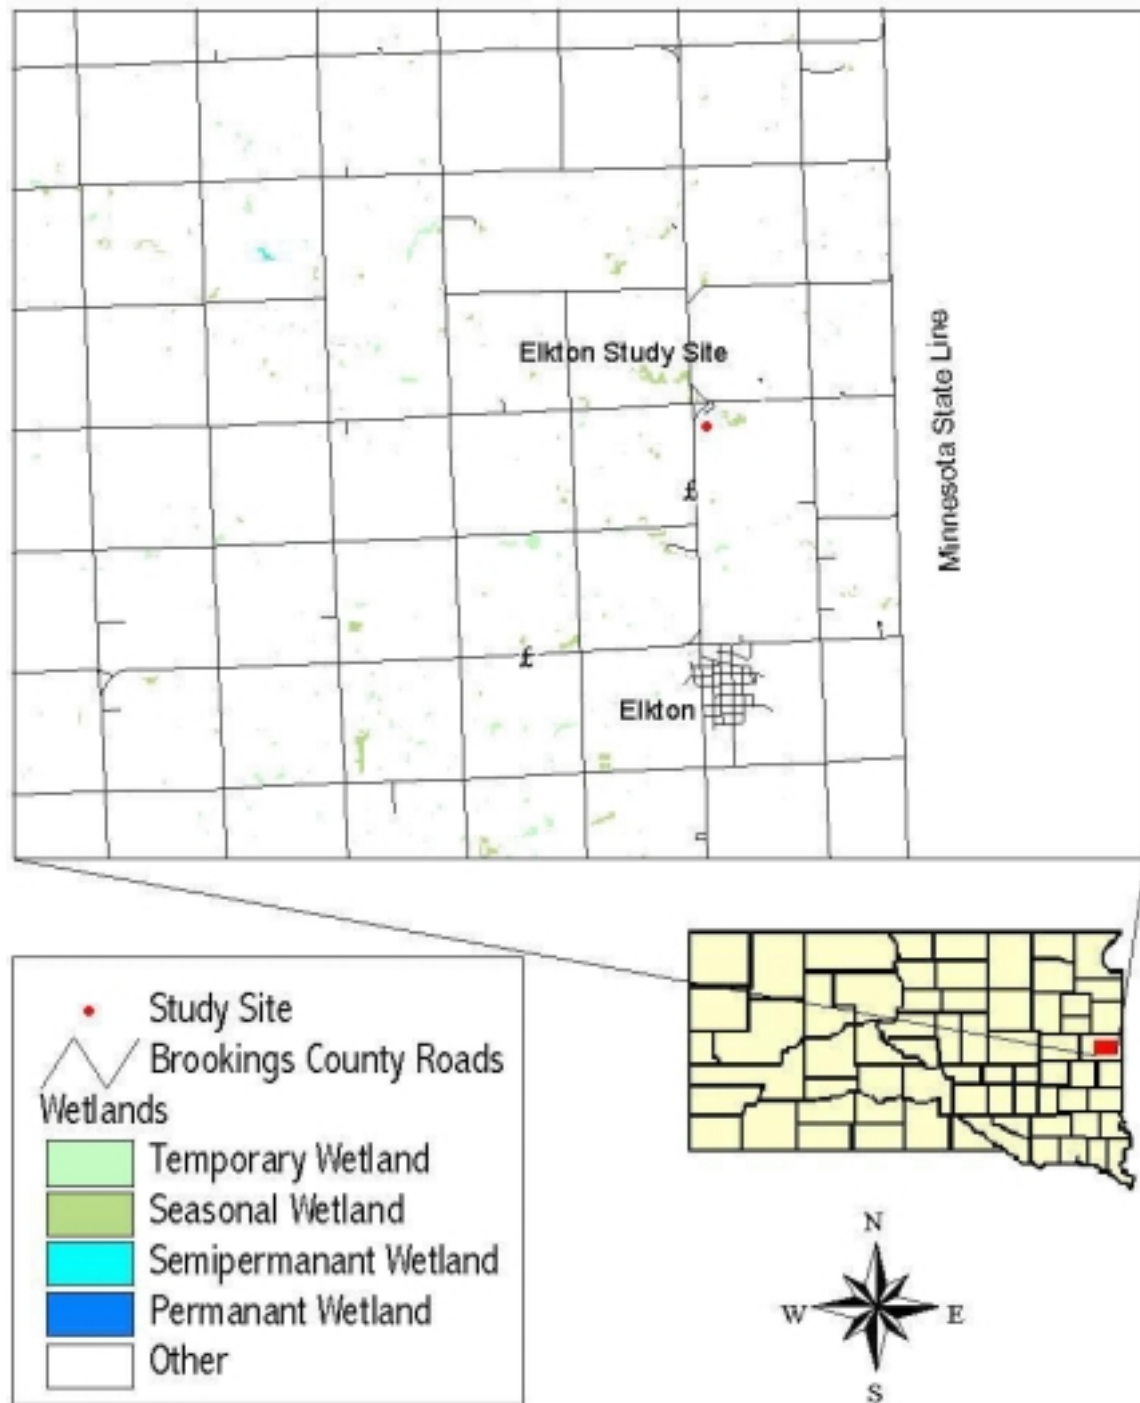 Elkton Study Site
Minnesota State Line
£
£
Elkton
Study Site
Brookings County Roads
Wetlands
Temporary Wetland
Seasonal Wetland
Semipermanant Wetland
Permanant Wetland
Other
N
W
E
S